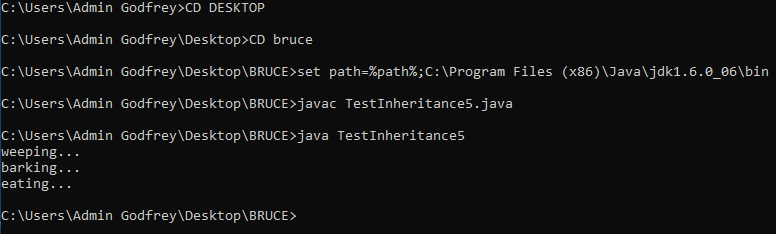 C:\Users\Admin Godfrey>CD DESKTOP
C:\Users\Admin Godfrey\Desktop>CD bruce
C:\Users\Admin Godfrey\Desktop\BRUCE>set path=%path%;C:\Program Files (x86)\Java\jdk1.6.0_06\bin
C:\Users\Admin Godfrey\Desktop\BRUCE>javac TestInheritance5.java
C:\Users\Admin Godfrey\Desktop\BRUCE>java TestInheritance5
weeping...
barking...
eating...
C:\Users\Admin Godfrey\Desktop\BRUCE>